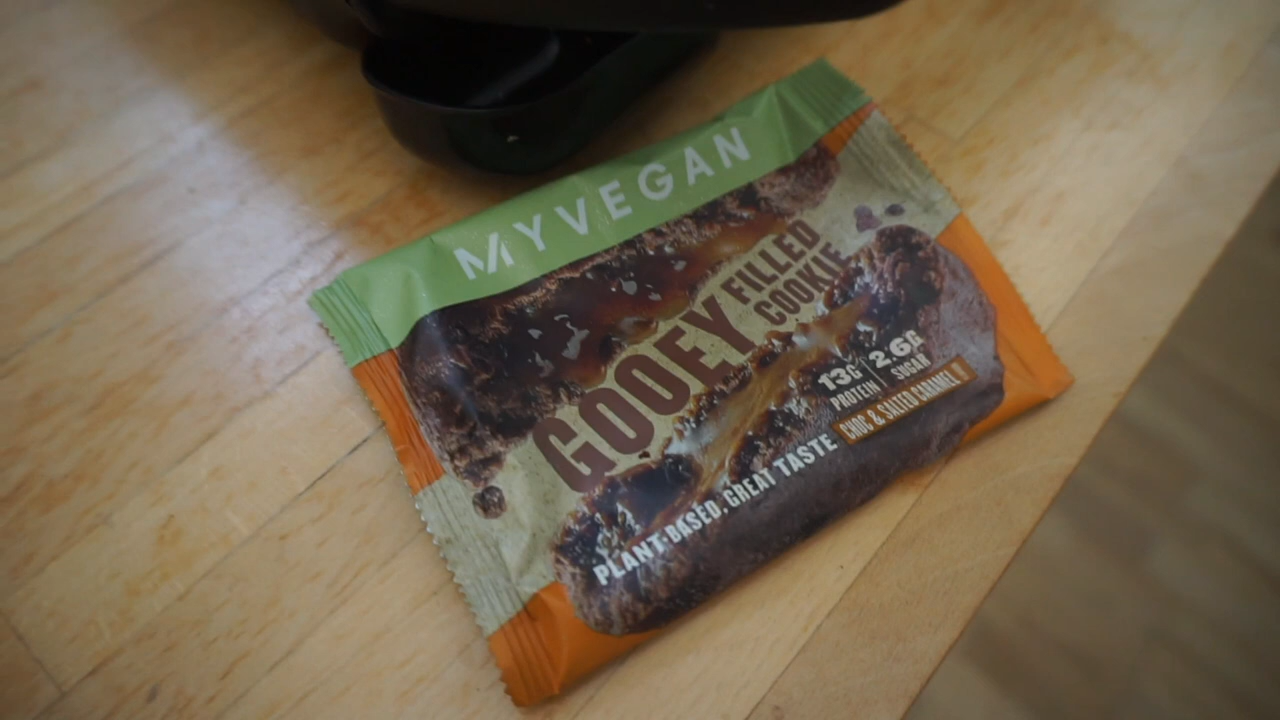 MYVEGAN
GOOEY FILLED
COOKIE
13G PROTEIN
2.6G SUGAR
PLANT-BASED, GREAT TASTE
CHOC & SALTED CARAMEL